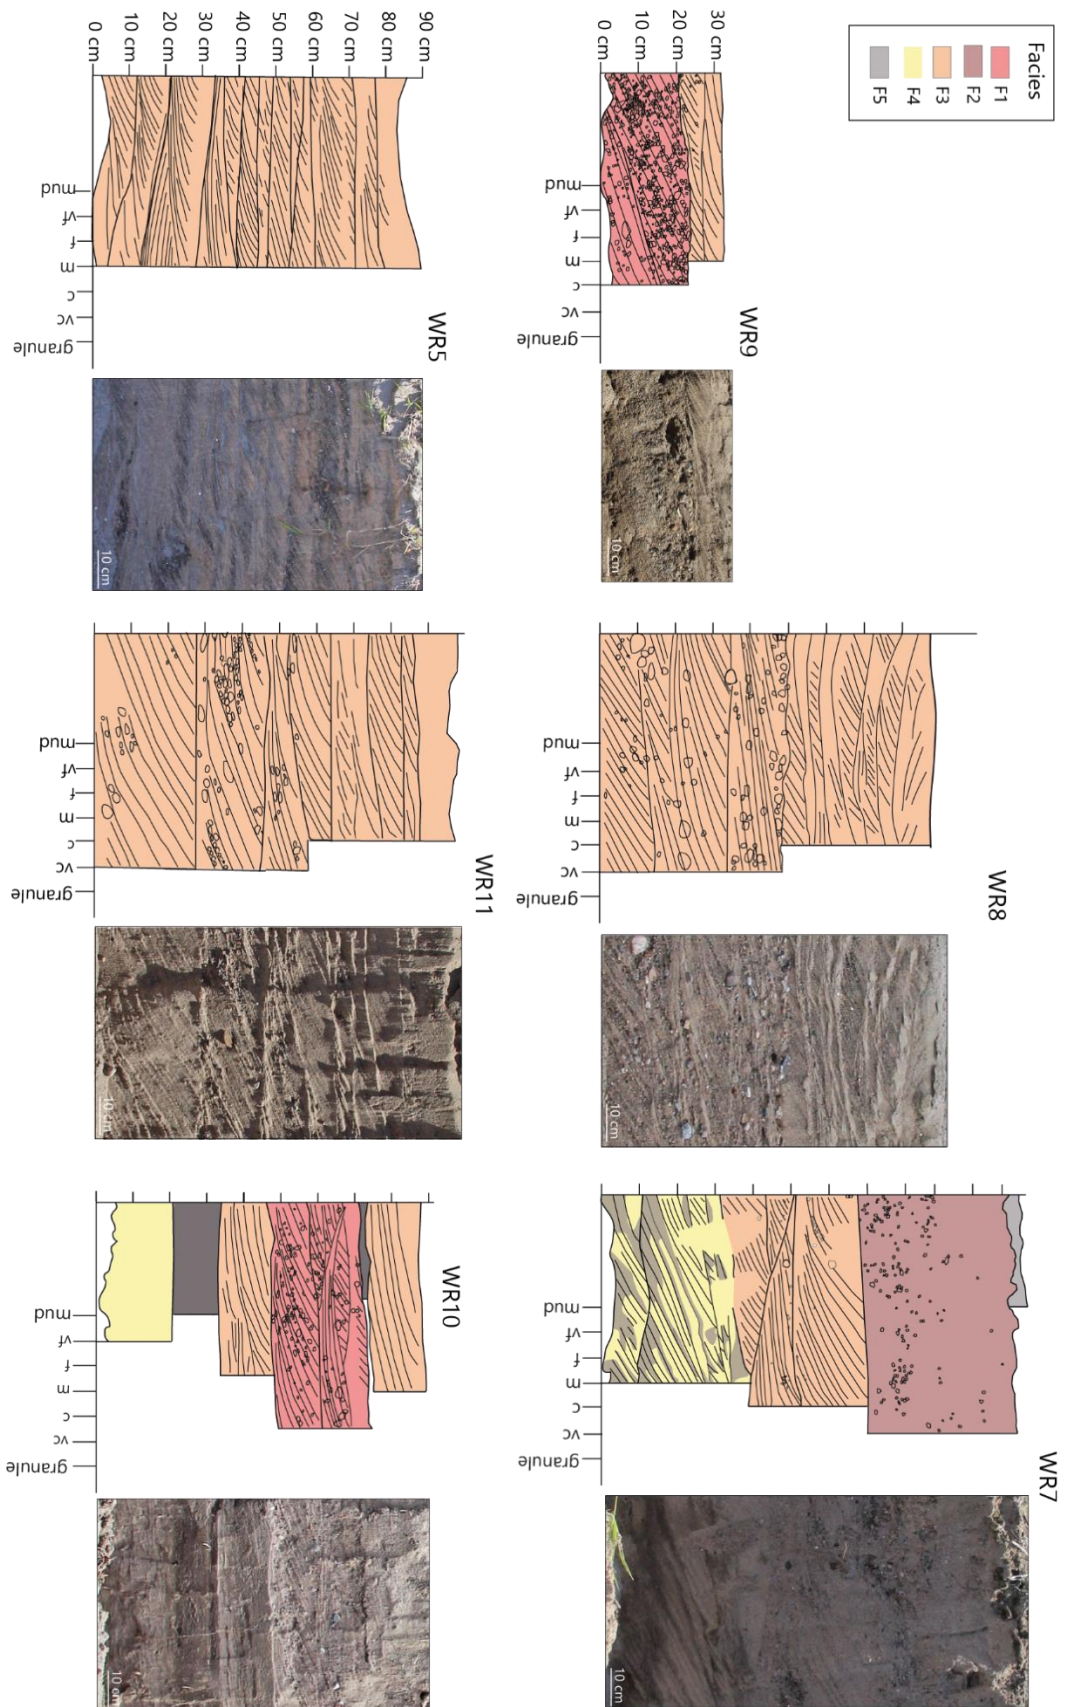 Facies
F1
F2
F3
F4
F5
WR9
30 cm
20 cm
10 cm
0 cm
mud
vf
f
m
c
vc
granule
WR8
mud
vf
f
m
c
vc
granule
10 cm
WR7
mud
vf
f
m
c
vc
granule
10 cm
WR5
90 cm
80 cm
70 cm
60 cm
50 cm
40 cm
30 cm
20 cm
10 cm
0 cm
mud
vf
f
m
c
vc
granule
10 cm
WR11
mud
vf
f
m
c
vc
granule
10 cm
WR10
mud
vf
f
m
c
vc
granule
10 cm